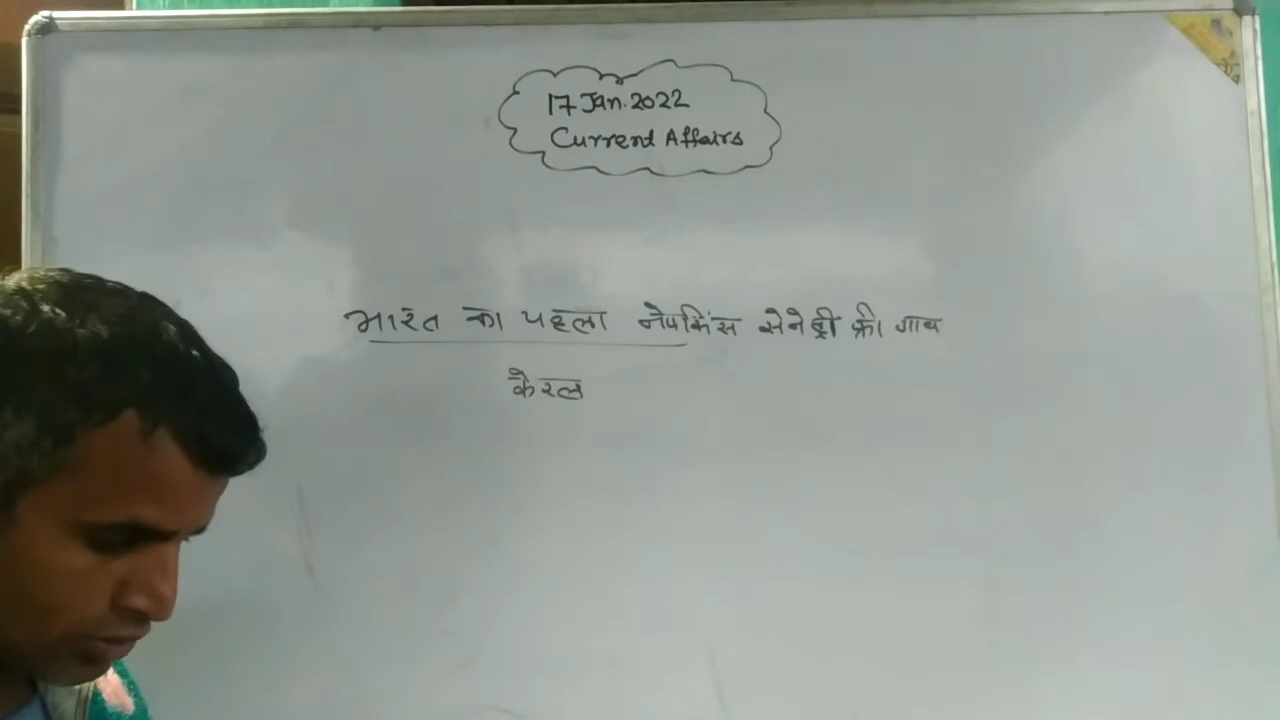 17 Jan. 2022
Current Affairs
भारत का पहला नेपकिंस सेनेट्री फ्री गाव
केरल